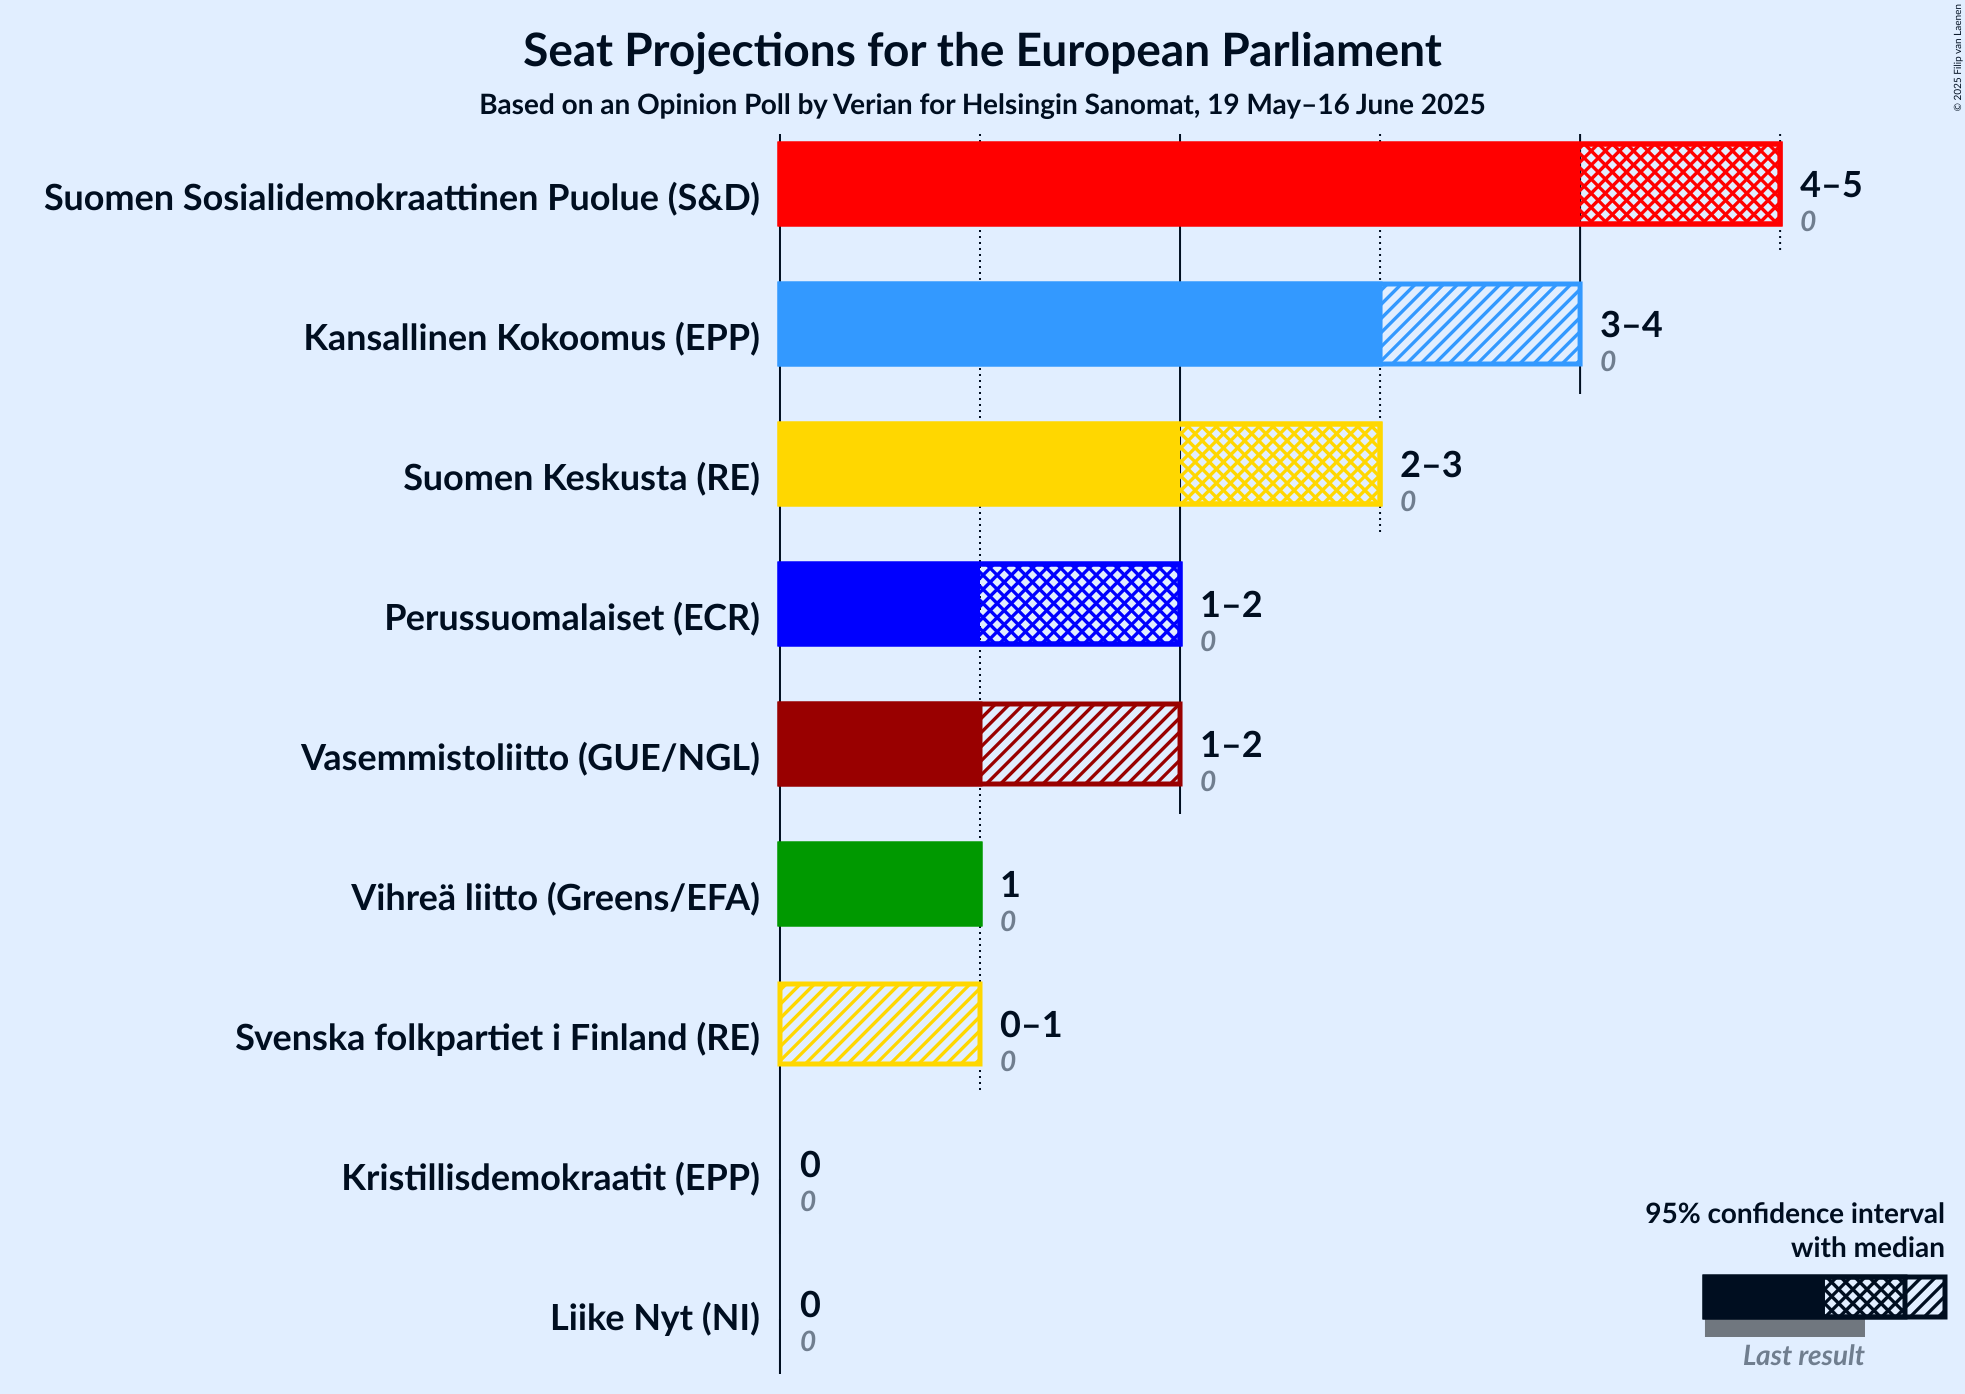 Seat Projections for the European Parliament
Based on an Opinion Poll by Verian for Helsingin Sanomat, 19 May–16 June 2025
© 2025 Filip van Laenen
Suomen Sosialidemokraattinen Puolue (S&D)
4–5
0
Kansallinen Kokoomus (EPP)
3–4
0
Suomen Keskusta (RE)
2–3
0
Perussuomalaiset (ECR)
1–2
0
Vasemmistoliitto (GUE/NGL)
1–2
0
Vihreä liitto (Greens/EFA)
1
0
Svenska folkpartiet i Finland (RE)
0–1
0
Kristillisdemokraatit (EPP)
0
0
Liike Nyt (NI)
0
0
95% confidence interval
with median
Last result